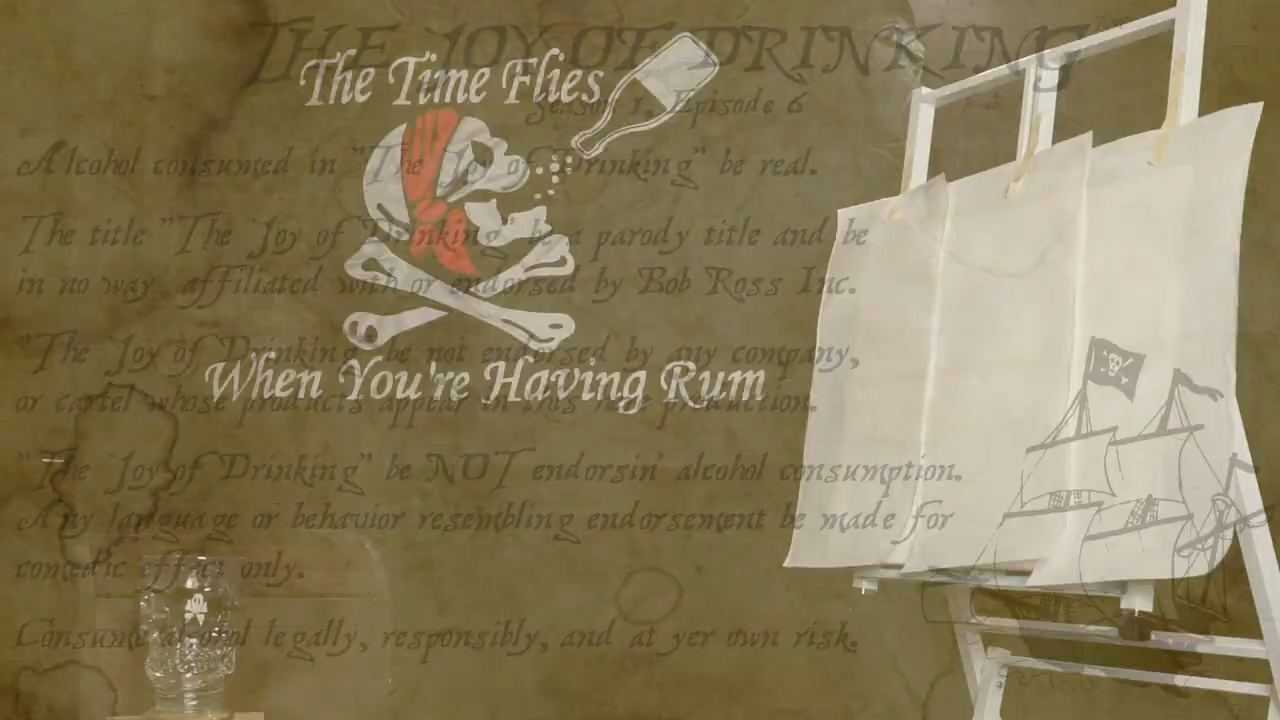 THE JOY OF DRINKING™
The Time Flies
Season 1, Episode 6
Alcohol consumed in "The Joy of Drinking" be real.
The title "The Joy of Drinking" be a parody title and be
in no way affiliated with or endorsed by Bob Ross Inc.
"The Joy of Drinking" be not endorsed by any company,
When You're Having Rum
or cartel whose products appear in this here production.
"The Joy of Drinking" be NOT endorsin' alcohol consumption.
Any language or behavior resembling endorsement be made for
comedic effect only.
Consume alcohol legally, responsibly, and at yer own risk.